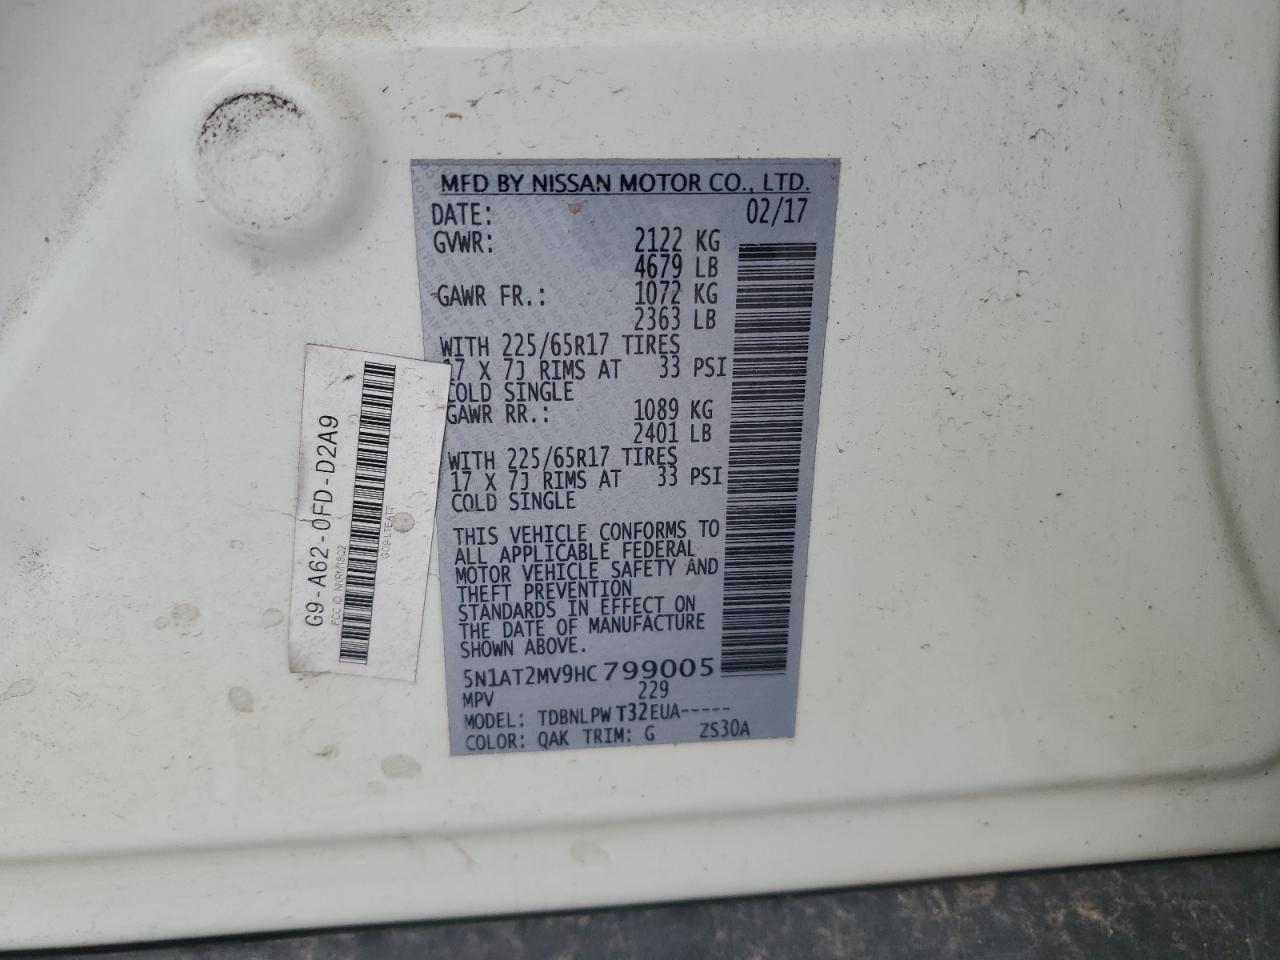 MFD BY NISSAN MOTOR CO., LTD.
DATE: 02/17
GVWR: 2122 KG
4679 LB
GAWR FR.: 1072 KG
2363 LB
WITH 225/65R17 TIRES
17 X 7J RIMS AT 33 PSI
COLD SINGLE
GAWR RR.: 1089 KG
2401 LB
WITH 225/65R17 TIRES
17 X 7J RIMS AT 33 PSI
COLD SINGLE
THIS VEHICLE CONFORMS TO
ALL APPLICABLE FEDERAL
MOTOR VEHICLE SAFETY AND
THEFT PREVENTION
STANDARDS IN EFFECT ON
THE DATE OF MANUFACTURE
SHOWN ABOVE.
5N1AT2MV9HC799005
MPV 229
MODEL: TDBNLPWT32EUA-----
COLOR: QAK TRIM: G ZS30A
G9-A62-0FD-D2A9
FCC ID